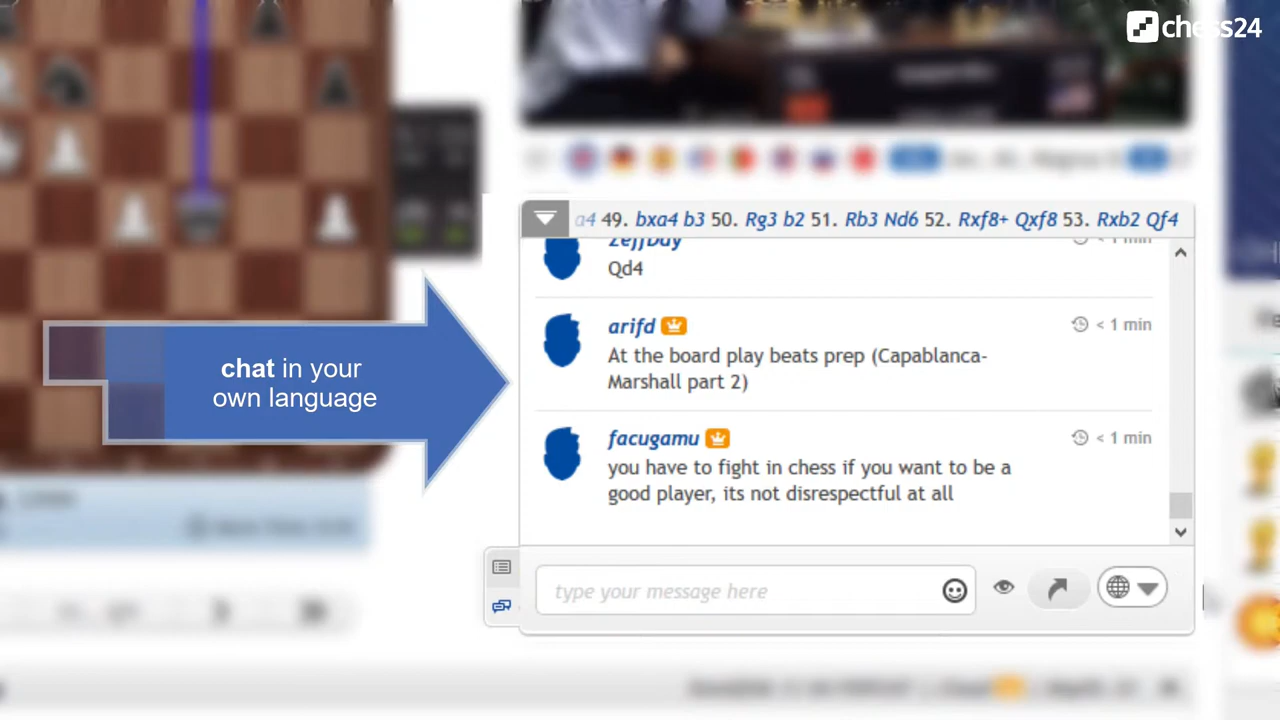 chess24
a4 49. bxa4 b3 50. Rg3 b2 51. Rb3 Nd6 52. Rxf8+ Qxf8 53. Rxb2 Qf4
zeffbay
< 1 min
Qd4
arifd
< 1 min
At the board play beats prep (Capablanca-
Marshall part 2)
chat in your
own language
facugamu
< 1 min
you have to fight in chess if you want to be a
good player, its not disrespectful at all
type your message here